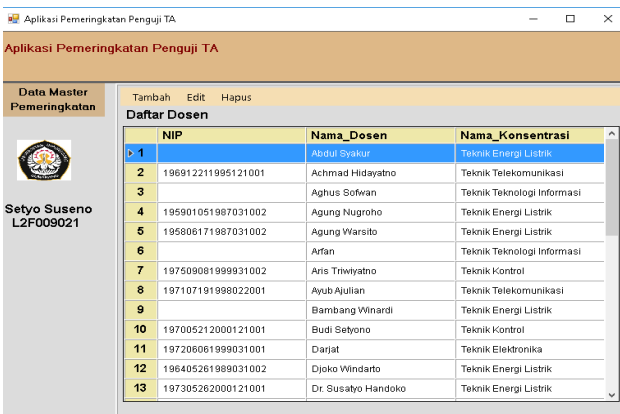 Aplikasi Pemeringkatan Penguji TA
Aplikasi Pemeringkatan Penguji TA
Data Master
Pemeringkatan
Setyo Suseno
L2F009021
Tambah Edit Hapus
Daftar Dosen
NIP Nama_Dosen Nama_Konsentrasi
1 Abdul Syakur Teknik Energi Listrik
2 196912211995121001 Achmad Hidayatno Teknik Telekomunikasi
3 Aghus Sofwan Teknik Teknologi Informasi
4 195901051987031002 Agung Nugroho Teknik Energi Listrik
5 195806171987031002 Agung Warsito Teknik Energi Listrik
6 Arfan Teknik Teknologi Informasi
7 197509081999931002 Aris Triwiyatno Teknik Kontrol
8 197107191998022001 Ayub Ajulian Teknik Telekomunikasi
9 Bambang Winardi Teknik Energi Listrik
10 197005212000121001 Budi Setyono Teknik Kontrol
11 197206061999031001 Darjat Teknik Elektronika
12 196405261989031002 Djoko Windarto Teknik Energi Listrik
13 197305262000121001 Dr. Susatyo Handoko Teknik Energi Listrik